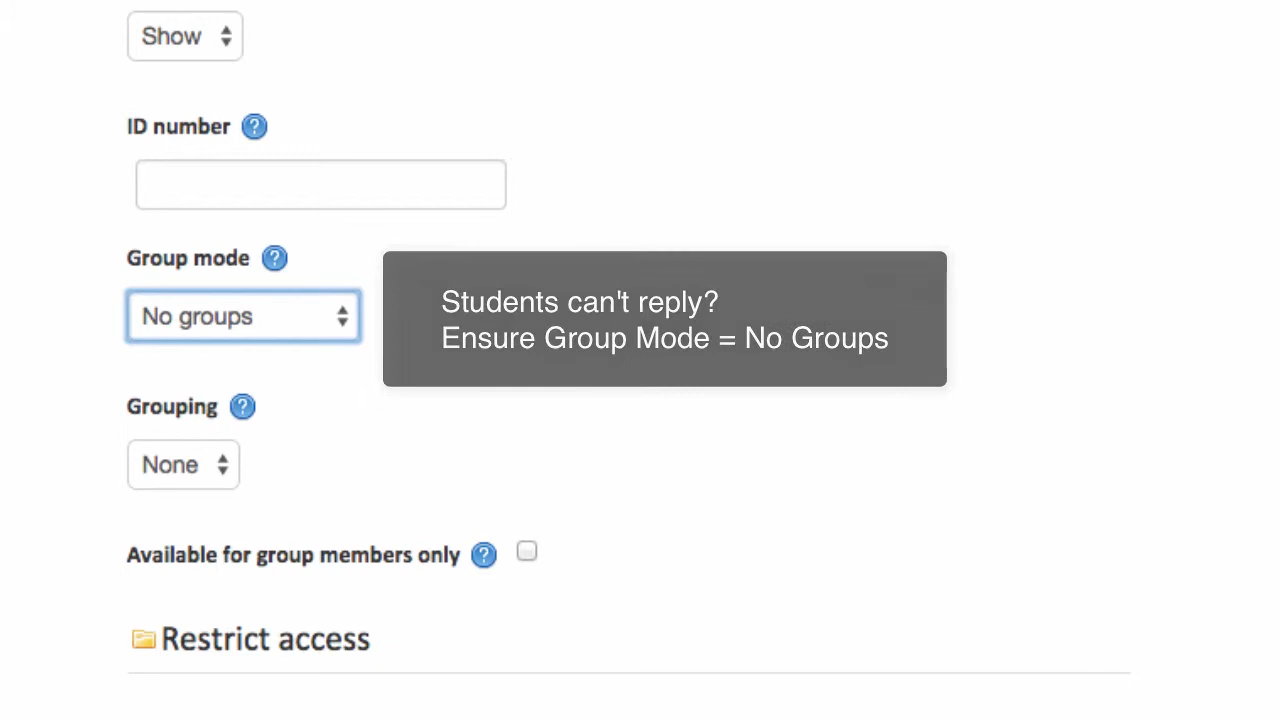 Show
ID number ?
Group mode ?
No groups
Students can't reply?
Ensure Group Mode = No Groups
Grouping ?
None
Available for group members only ?
Restrict access